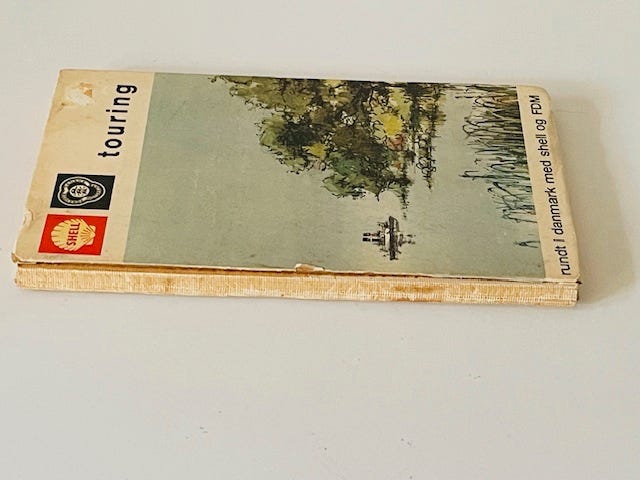 SHELL
touring
rundt i danmark med shell og FDM